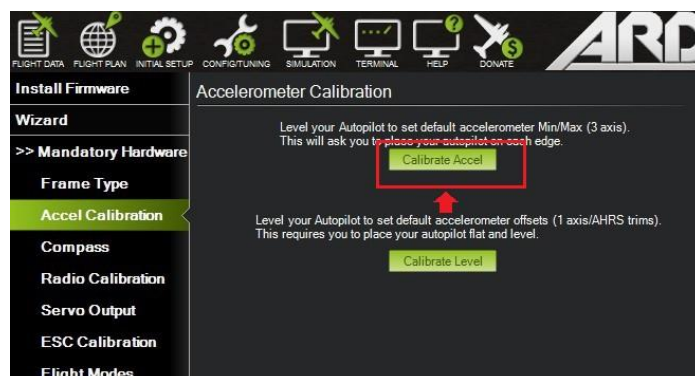 FLIGHT DATA FLIGHT PLAN INITIAL SETUP CONFIG/TUNING SIMULATION TERMINAL HELP DONATE
ARD
Install Firmware
Wizard
>> Mandatory Hardware
Frame Type
Accel Calibration
Compass
Radio Calibration
Servo Output
ESC Calibration
Flight Modes
Accelerometer Calibration
Level your Autopilot to set default accelerometer Min/Max (3 axis).
This will ask you to place your autopilot on each edge.
Calibrate Accel
Level your Autopilot to set default accelerometer offsets (1 axis/AHRS trims).
This requires you to place your autopilot flat and level.
Calibrate Level